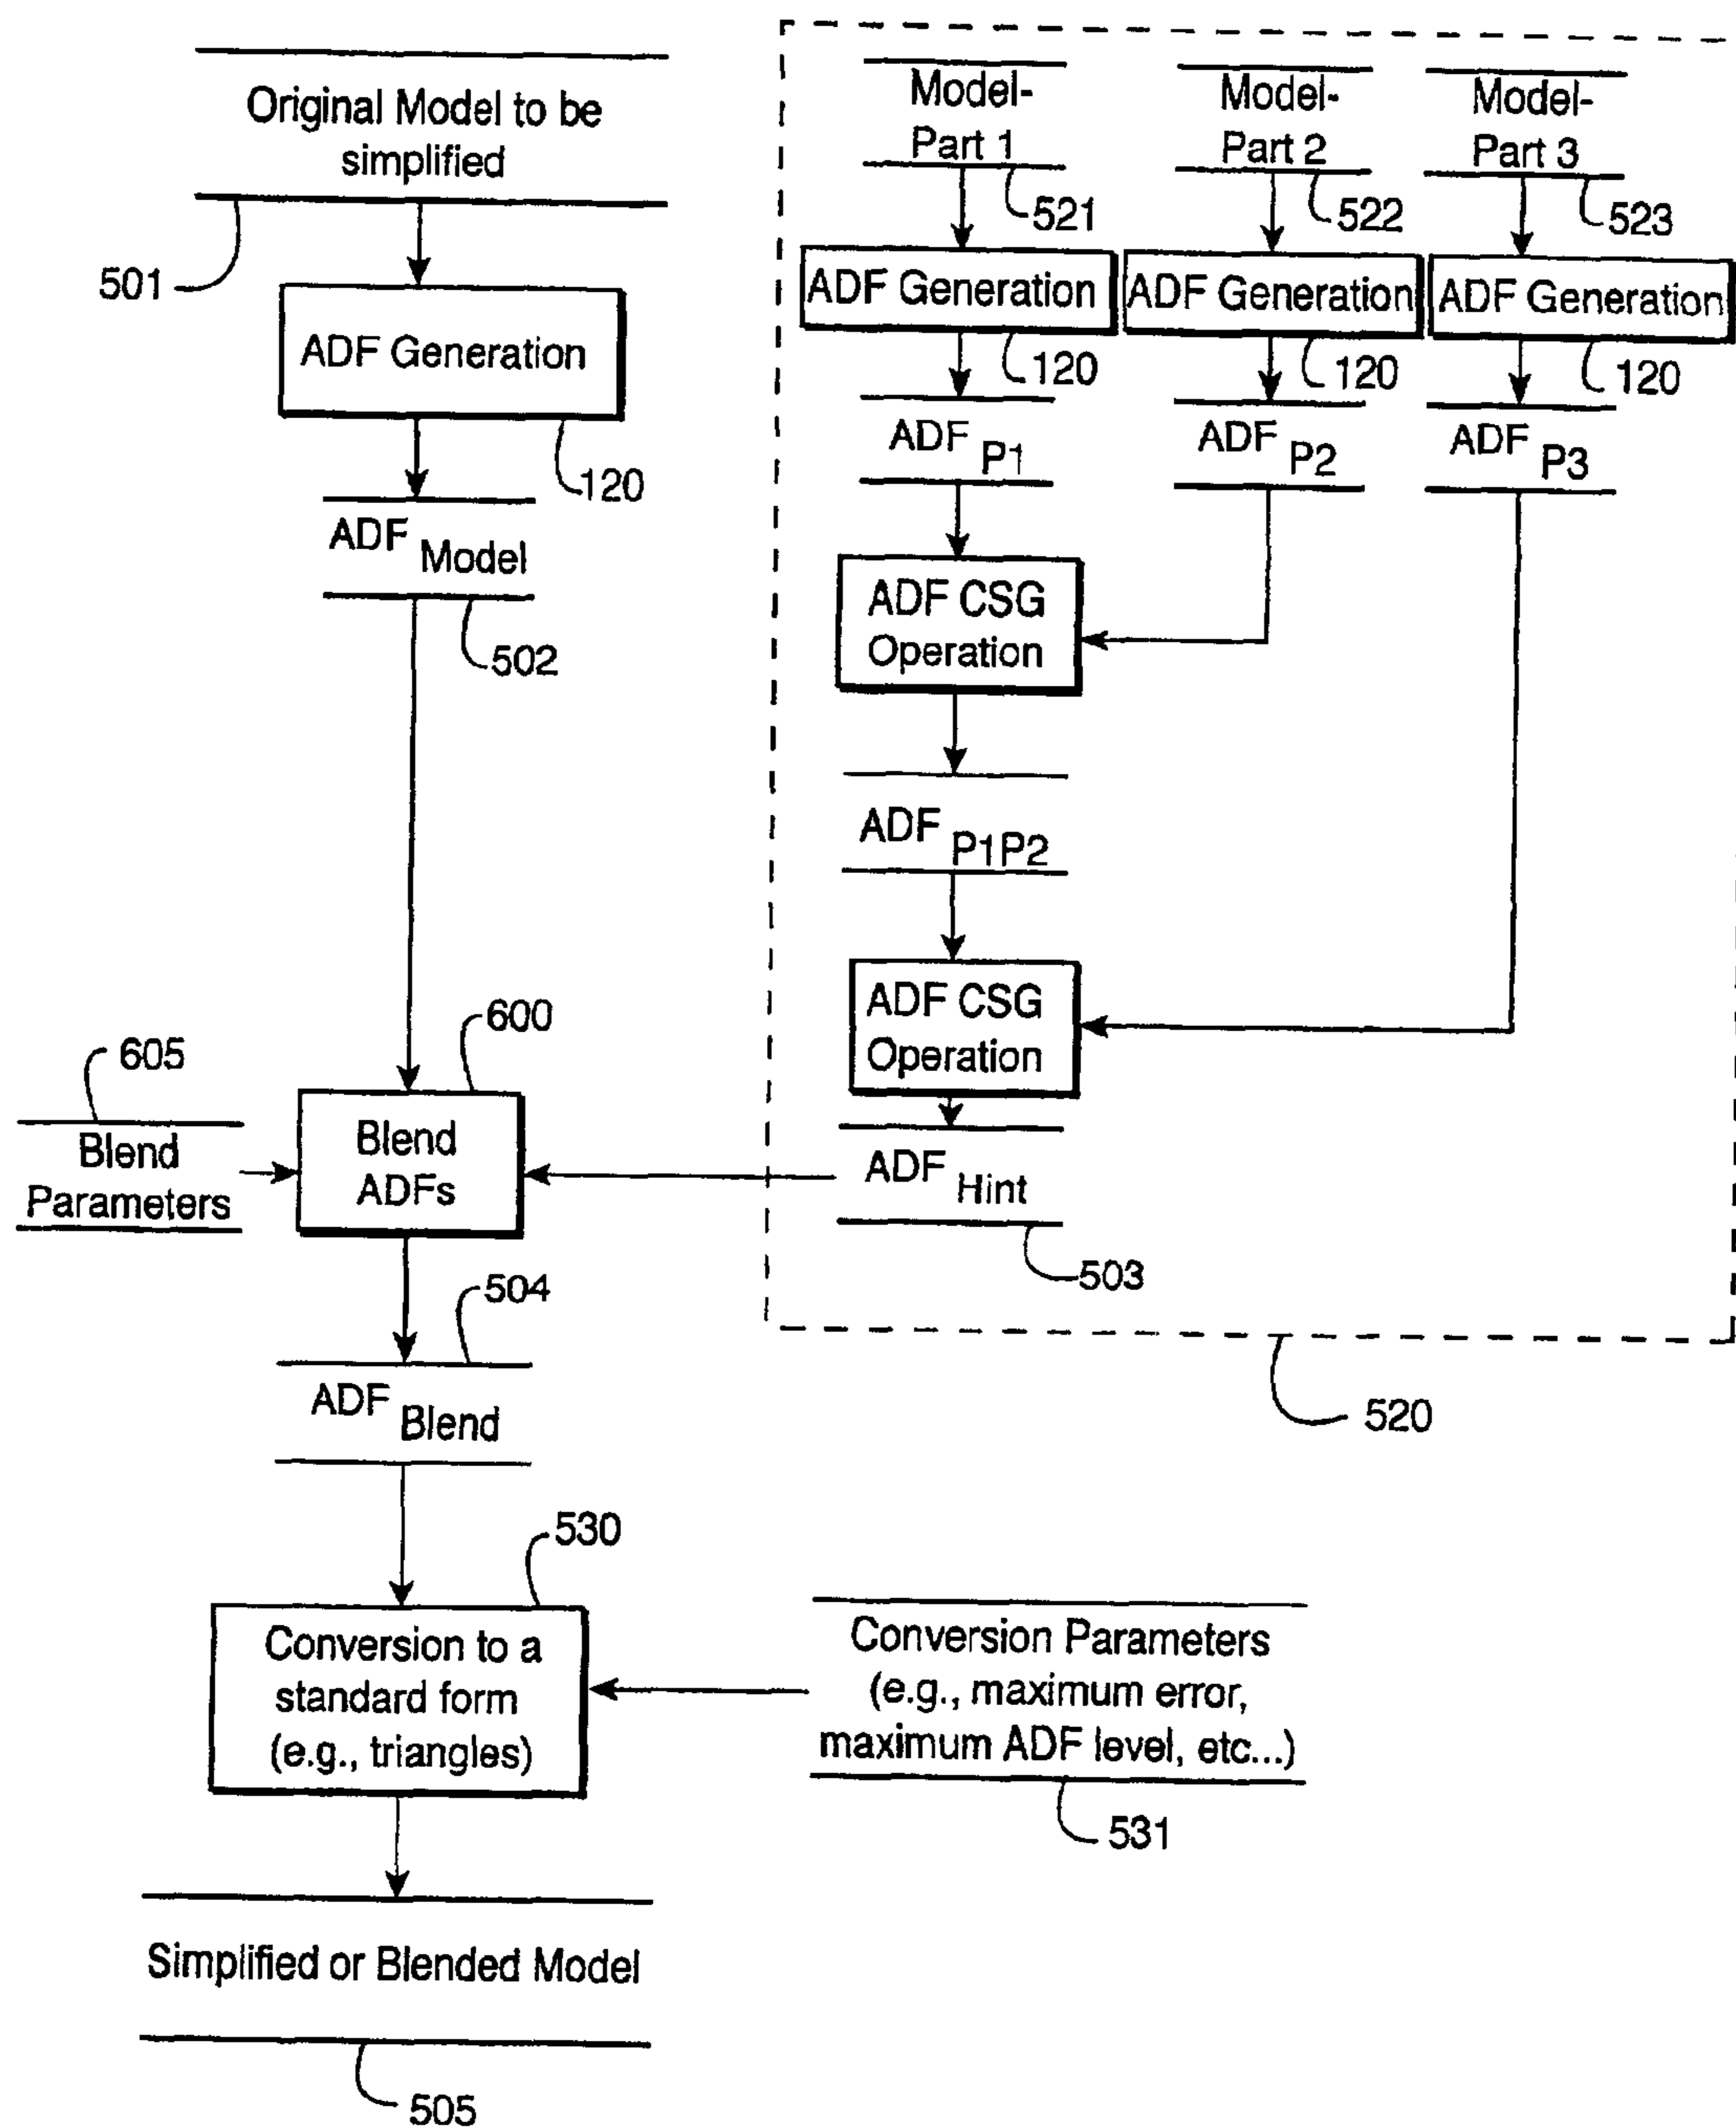 Original Model to be
simplified
501
ADF Generation
120
ADF Model
502
Model-
Part 1
521
Model-
Part 2
522
Model-
Part 3
523
ADF Generation
120
ADF Generation
120
ADF Generation
120
ADF P1
ADF P2
ADF P3
ADF CSG
Operation
ADF P1P2
ADF CSG
Operation
ADF Hint
503
520
605
Blend
Parameters
600
Blend
ADFs
504
ADF Blend
530
Conversion to a
standard form
(e.g., triangles)
Conversion Parameters
(e.g., maximum error,
maximum ADF level, etc...)
531
Simplified or Blended Model
505